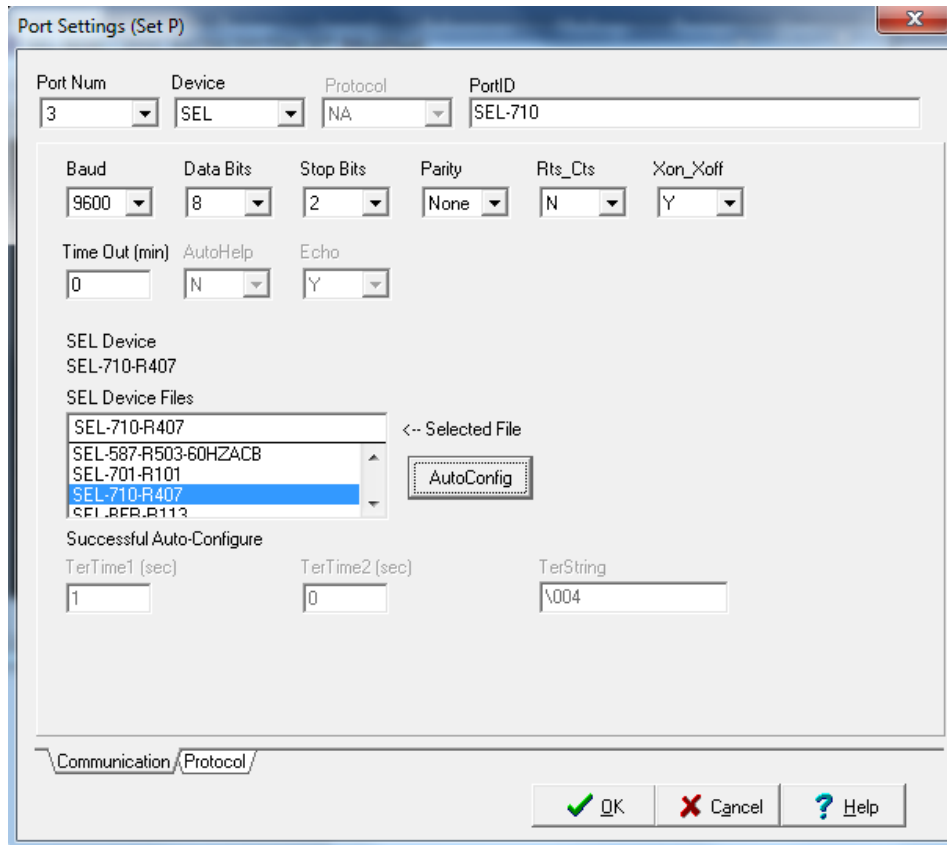 Port Settings (Set P)
Port Num Device Protocol PortID
3 SEL NA SEL-710
Baud Data Bits Stop Bits Parity Rts_Cts Xon_Xoff
9600 8 2 None N Y
Time Out (min) AutoHelp Echo
0 N Y
SEL Device
SEL-710-R407
SEL Device Files
SEL-710-R407 <-- Selected File
SEL-587-R503-60HZACB
SEL-701-R101
SEL-710-R407
AutoConfig
SEL-RFR-R113
Successful Auto-Configure
TerTime1 (sec) TerTime2 (sec) TerString
1 0 \004
Communication Protocol
OK Cancel Help